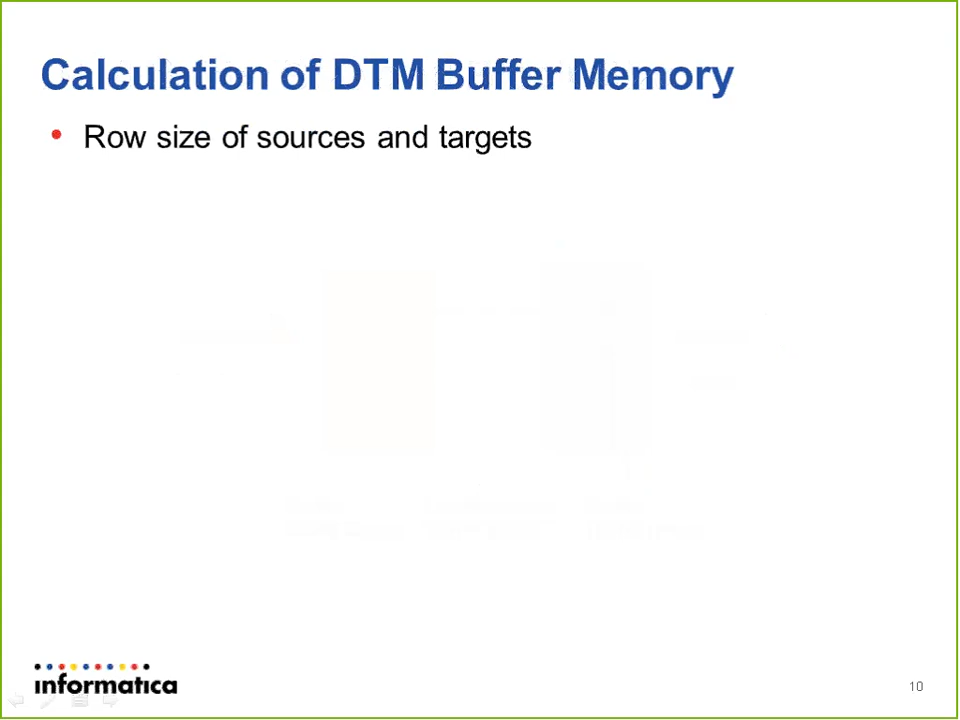 Calculation of DTM Buffer Memory
• Row size of sources and targets
informatica
10